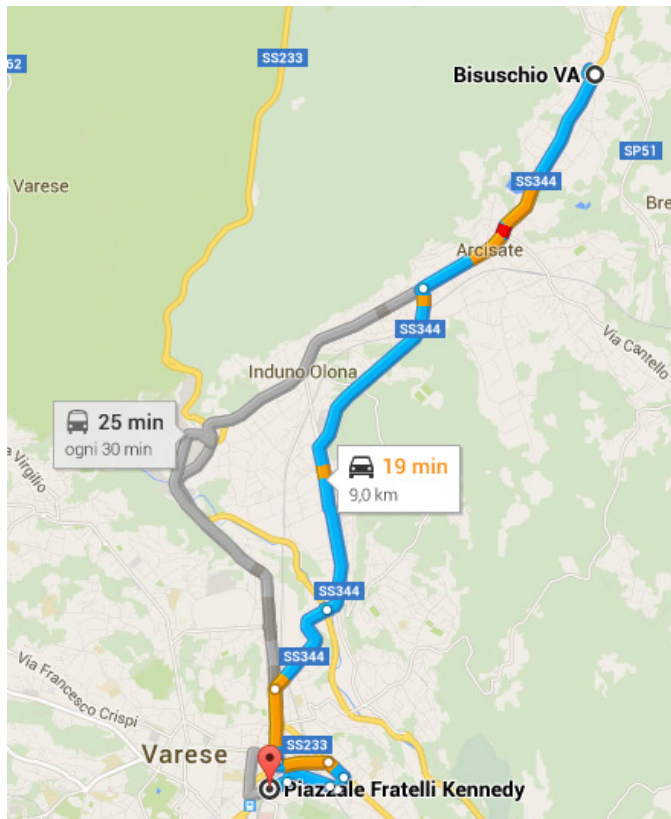 SS233
62
Bisuschio VA
SP51
Varese
SS344
Bre
Arcisate
SS344
Via Cantello
Induno Olona
25 min
ogni 30 min
19 min
9,0 km
a Virgilio
SS344
SS344
Via Francesco Crispi
SS233
Varese
Piazzale Fratelli Kennedy